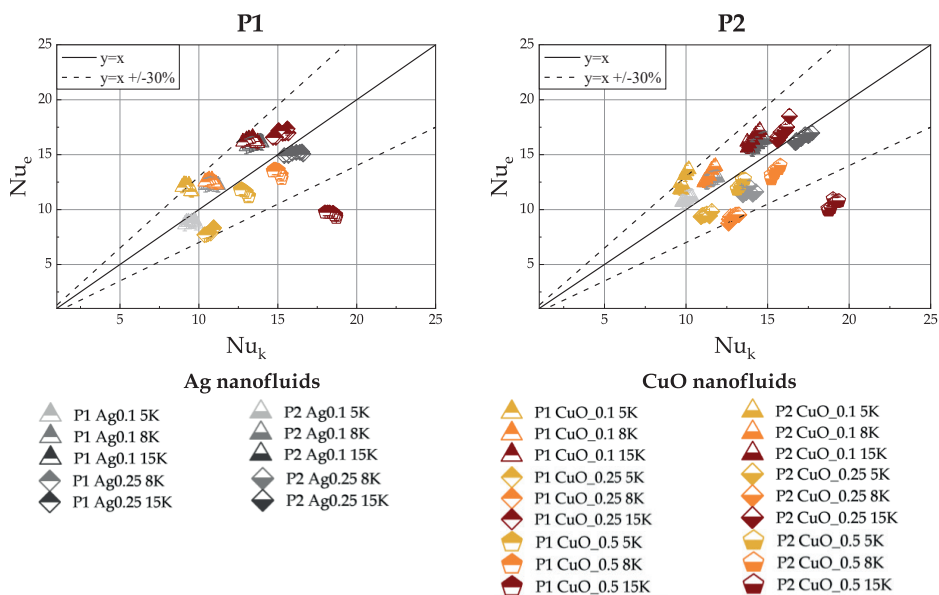 P1
P2
25
20
15
10
5
5
10
15
20
25
Nu_e
Nu_k
y=x
y=x +/-30%
25
20
15
10
5
5
10
15
20
25
Nu_e
Nu_k
y=x
y=x +/-30%
Ag nanofluids
P1 Ag0.1 5K
P1 Ag0.1 8K
P1 Ag0.1 15K
P1 Ag0.25 8K
P1 Ag0.25 15K
P2 Ag0.1 5K
P2 Ag0.1 8K
P2 Ag0.1 15K
P2 Ag0.25 8K
P2 Ag0.25 15K
CuO nanofluids
P1 CuO_0.1 5K
P1 CuO_0.1 8K
P1 CuO_0.1 15K
P1 CuO_0.25 5K
P1 CuO_0.25 8K
P1 CuO_0.25 15K
P1 CuO_0.5 5K
P1 CuO_0.5 8K
P1 CuO_0.5 15K
P2 CuO_0.1 5K
P2 CuO_0.1 8K
P2 CuO_0.1 15K
P2 CuO_0.25 5K
P2 CuO_0.25 8K
P2 CuO_0.25 15K
P2 CuO_0.5 5K
P2 CuO_0.5 8K
P2 CuO_0.5 15K